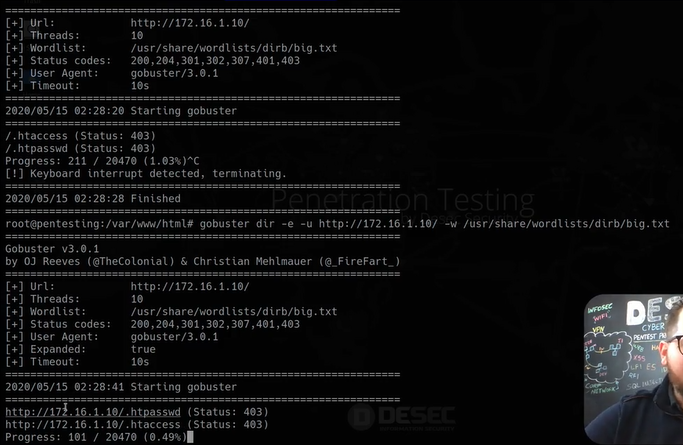 ===============================================================
[+] Url:            http://172.16.1.10/
[+] Threads:        10
[+] Wordlist:       /usr/share/wordlists/dirb/big.txt
[+] Status codes:   200,204,301,302,307,401,403
[+] User Agent:     gobuster/3.0.1
[+] Timeout:        10s
===============================================================
2020/05/15 02:28:20 Starting gobuster
===============================================================
/.htaccess (Status: 403)
/.htpasswd (Status: 403)
Progress: 211 / 20470 (1.03%)^C
[!] Keyboard interrupt detected, terminating.
===============================================================
2020/05/15 02:28:28 Finished
===============================================================
Penetration Testing
root@pentesting:/var/www/html# gobuster dir -e -u http://172.16.1.10/ -w /usr/share/wordlists/dirb/big.txt
===============================================================
Gobuster v3.0.1
by OJ Reeves (@TheColonial) & Christian Mehlmauer (@_FireFart_)
===============================================================
[+] Url:            http://172.16.1.10/
[+] Threads:        10
[+] Wordlist:       /usr/share/wordlists/dirb/big.txt
[+] Status codes:   200,204,301,302,307,401,403
[+] User Agent:     gobuster/3.0.1
[+] Expanded:       true
[+] Timeout:        10s
===============================================================
2020/05/15 02:28:41 Starting gobuster
===============================================================
http://172.16.1.10/.htpasswd (Status: 403)
http://172.16.1.10/.htaccess (Status: 403)
Progress: 101 / 20470 (0.49%)
DESEC
INFOSEC
WIFI
VPN
DES
CYBER
PENTEST